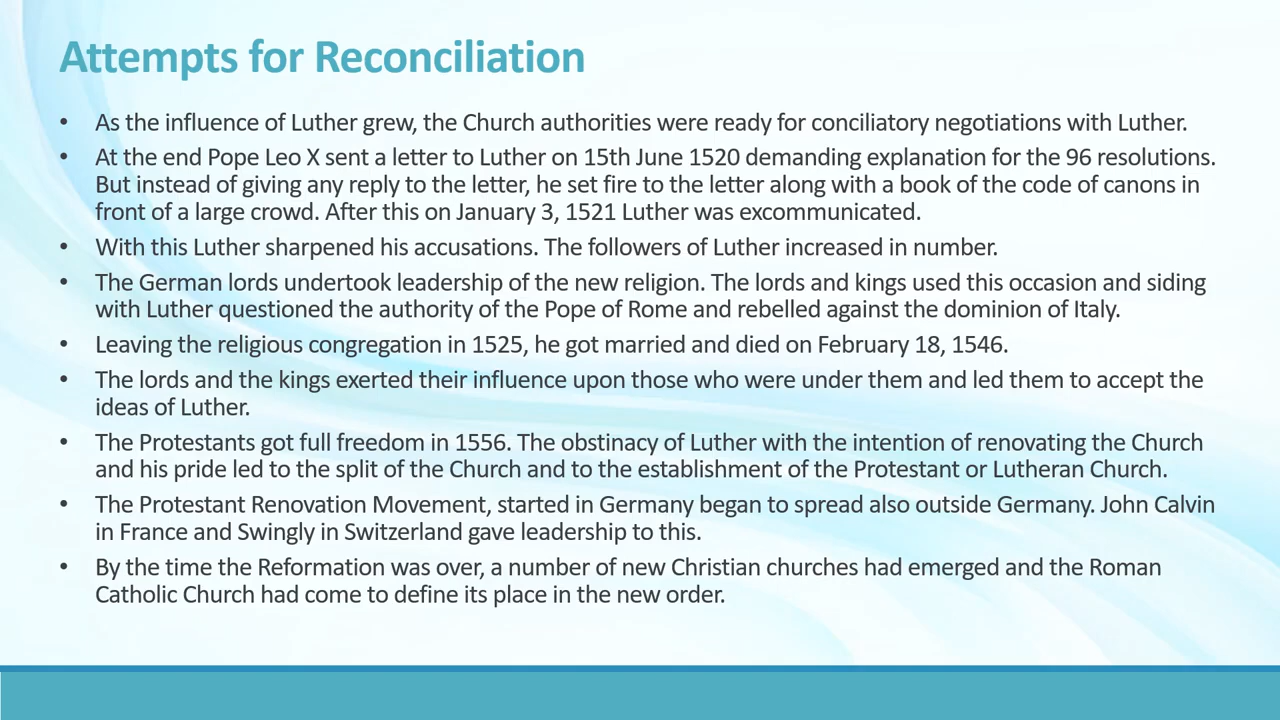 Attempts for Reconciliation
• As the influence of Luther grew, the Church authorities were ready for conciliatory negotiations with Luther.
• At the end Pope Leo X sent a letter to Luther on 15th June 1520 demanding explanation for the 96 resolutions.
But instead of giving any reply to the letter, he set fire to the letter along with a book of the code of canons in
front of a large crowd. After this on January 3, 1521 Luther was excommunicated.
• With this Luther sharpened his accusations. The followers of Luther increased in number.
• The German lords undertook leadership of the new religion. The lords and kings used this occasion and siding
with Luther questioned the authority of the Pope of Rome and rebelled against the dominion of Italy.
• Leaving the religious congregation in 1525, he got married and died on February 18, 1546.
• The lords and the kings exerted their influence upon those who were under them and led them to accept the
ideas of Luther.
• The Protestants got full freedom in 1556. The obstinacy of Luther with the intention of renovating the Church
and his pride led to the split of the Church and to the establishment of the Protestant or Lutheran Church.
• The Protestant Renovation Movement, started in Germany began to spread also outside Germany. John Calvin
in France and Swingly in Switzerland gave leadership to this.
• By the time the Reformation was over, a number of new Christian churches had emerged and the Roman
Catholic Church had come to define its place in the new order.